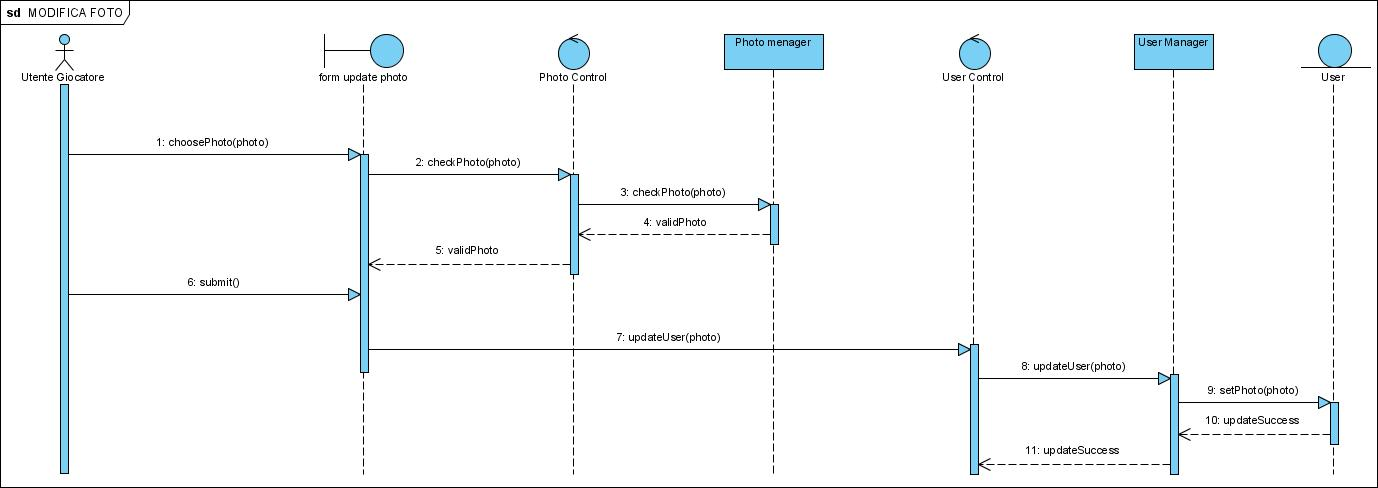 sd MODIFICA FOTO
Utente Giocatore
form update photo
Photo Control
Photo menager
User Control
User Manager
User
1: choosePhoto(photo)
2: checkPhoto(photo)
3: checkPhoto(photo)
4: validPhoto
5: validPhoto
6: submit()
7: updateUser(photo)
8: updateUser(photo)
9: setPhoto(photo)
10: updateSuccess
11: updateSuccess